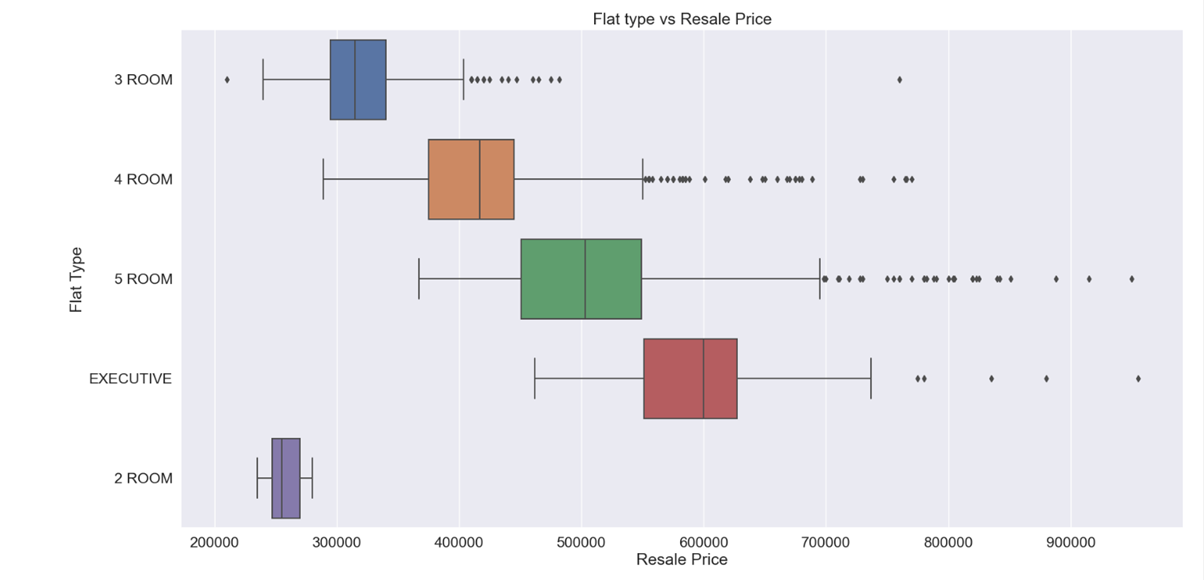 Flat type vs Resale Price
3 ROOM
4 ROOM
5 ROOM
EXECUTIVE
2 ROOM
Flat Type
200000 300000 400000 500000 600000 700000 800000 900000
Resale Price